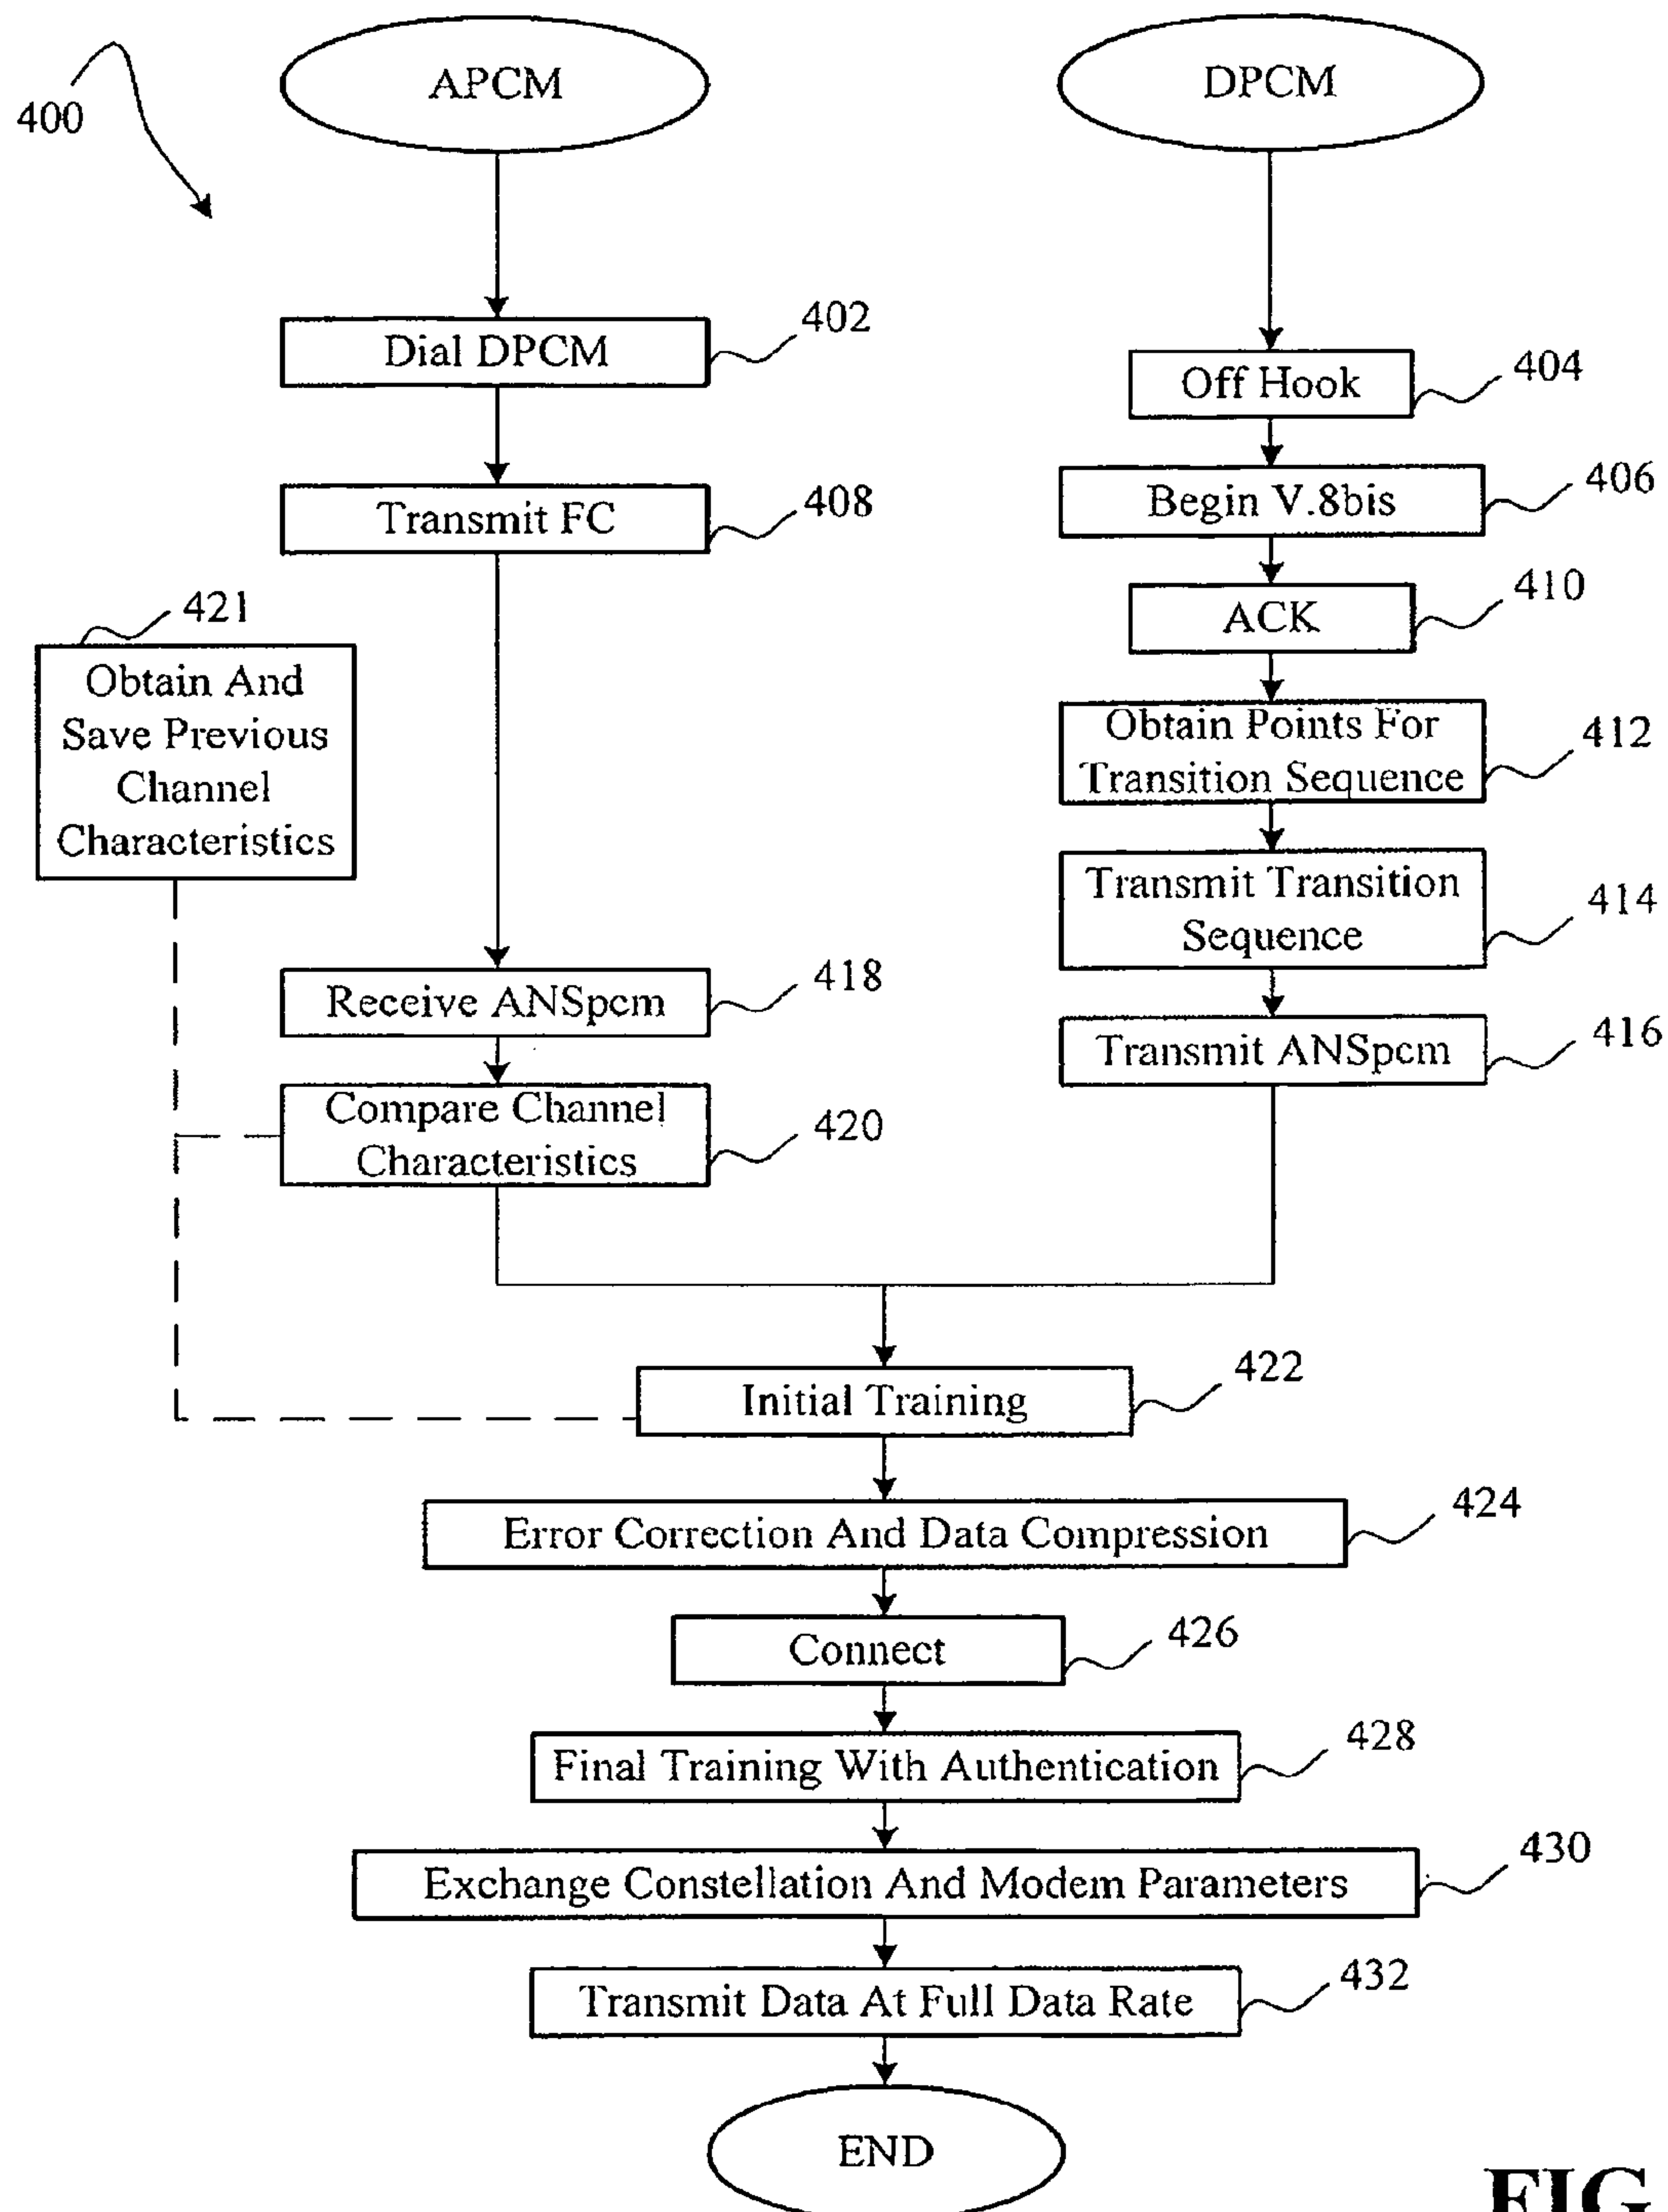 APCM
DPCM
400
Dial DPCM
402
Off Hook
404
Transmit FC
408
Begin V.8bis
406
ACK
410
421
Obtain And
Save Previous
Channel
Characteristics
Obtain Points For
Transition Sequence
412
Transmit Transition
Sequence
414
Receive ANSpcm
418
Transmit ANSpcm
416
Compare Channel
Characteristics
420
Initial Training
422
Error Correction And Data Compression
424
Connect
426
Final Training With Authentication
428
Exchange Constellation And Modem Parameters
430
Transmit Data At Full Data Rate
432
END
FIG